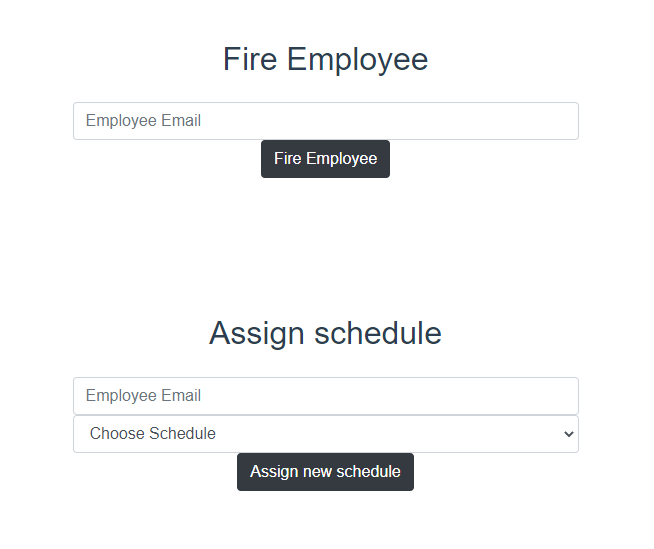 Fire Employee
Employee Email
Fire Employee
Assign schedule
Employee Email
Choose Schedule
Assign new schedule